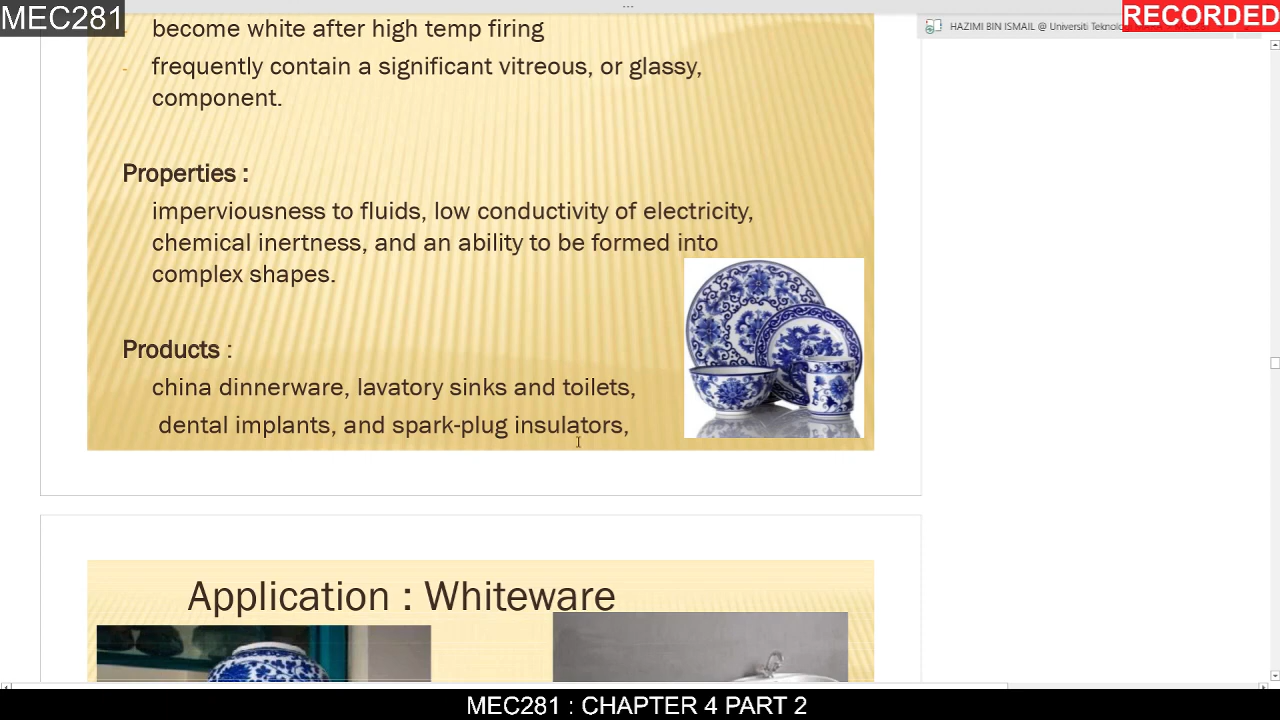 MEC281
RECORDED
HAZIMI BIN ISMAIL @ Universiti Teknolo
become white after high temp firing
- frequently contain a significant vitreous, or glassy,
component.
Properties :
imperviousness to fluids, low conductivity of electricity,
chemical inertness, and an ability to be formed into
complex shapes.
Products :
china dinnerware, lavatory sinks and toilets,
dental implants, and spark-plug insulators,
Application : Whiteware
MEC281 : CHAPTER 4 PART 2